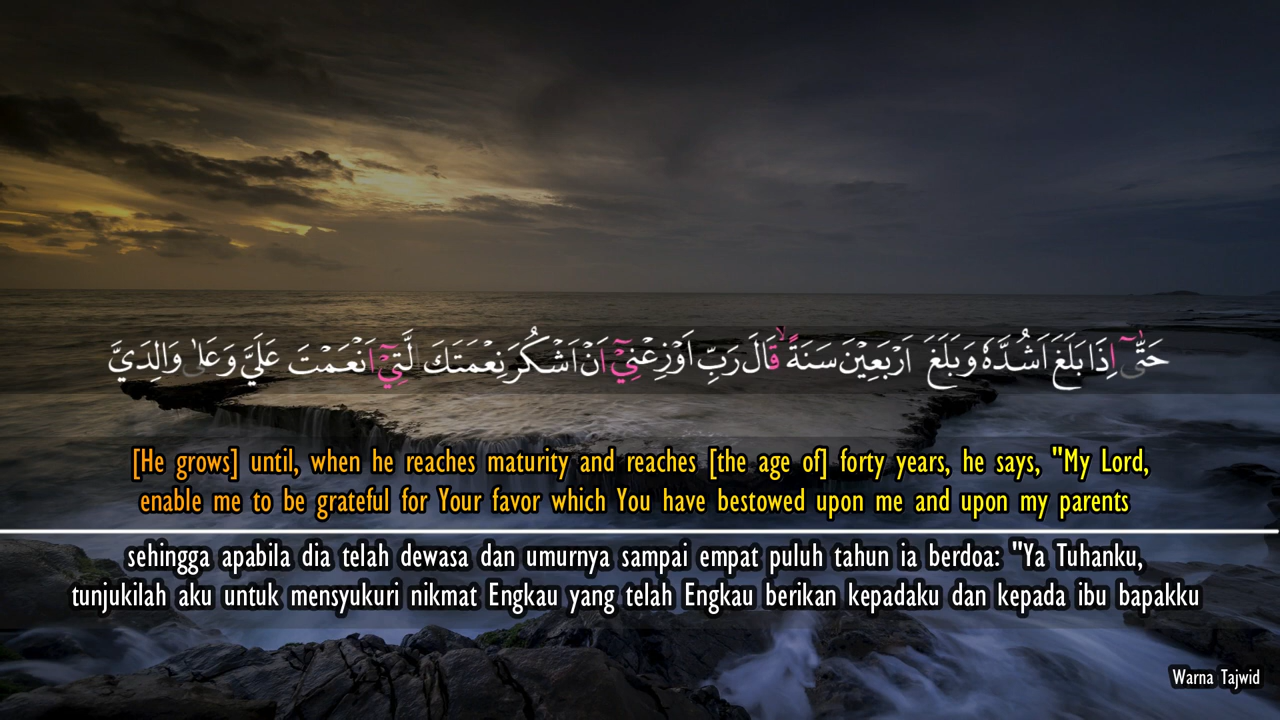 حَتّٰىٓ اِذَا بَلَغَ اَشُدَّهٗ وَبَلَغَ اَرْبَعِيْنَ سَنَةًۙ قَالَ رَبِّ اَوْزِعْنِيْٓ اَنْ اَشْكُرَ نِعْمَتَكَ الَّتِيْٓ اَنْعَمْتَ عَلَيَّ وَعَلٰى وَالِدَيَّ
[He grows] until, when he reaches maturity and reaches [the age of] forty years, he says, "My Lord,
enable me to be grateful for Your favor which You have bestowed upon me and upon my parents
sehingga apabila dia telah dewasa dan umurnya sampai empat puluh tahun ia berdoa: "Ya Tuhanku,
tunjukilah aku untuk mensyukuri nikmat Engkau yang telah Engkau berikan kepadaku dan kepada ibu bapakku
Warna Tajwid